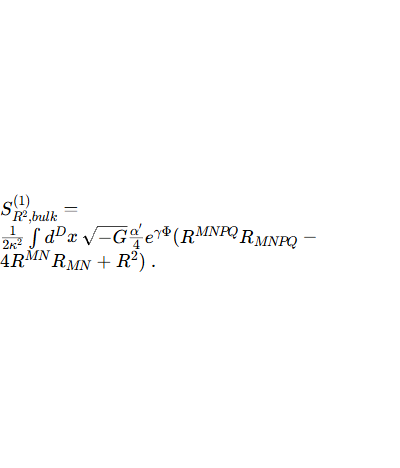 $S^{(1)}_{R^2,bulk} =$
$\frac{1}{2\kappa^2} \int d^D x \, \sqrt{-G} \frac{\alpha'}{4} e^{\gamma\Phi} (R^{MNPQ} R_{MNPQ} -$
$4R^{MN} R_{MN} + R^2) \; .$